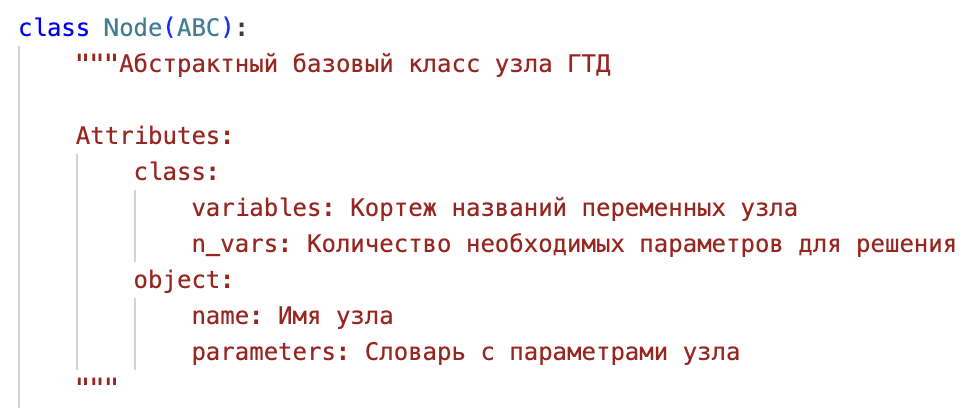 class Node(ABC):
"""Абстрактный базовый класс узла ГТД
Attributes:
class:
variables: Кортеж названий переменных узла
n_vars: Количество необходимых параметров для решения
object:
name: Имя узла
parameters: Словарь с параметрами узла
"""